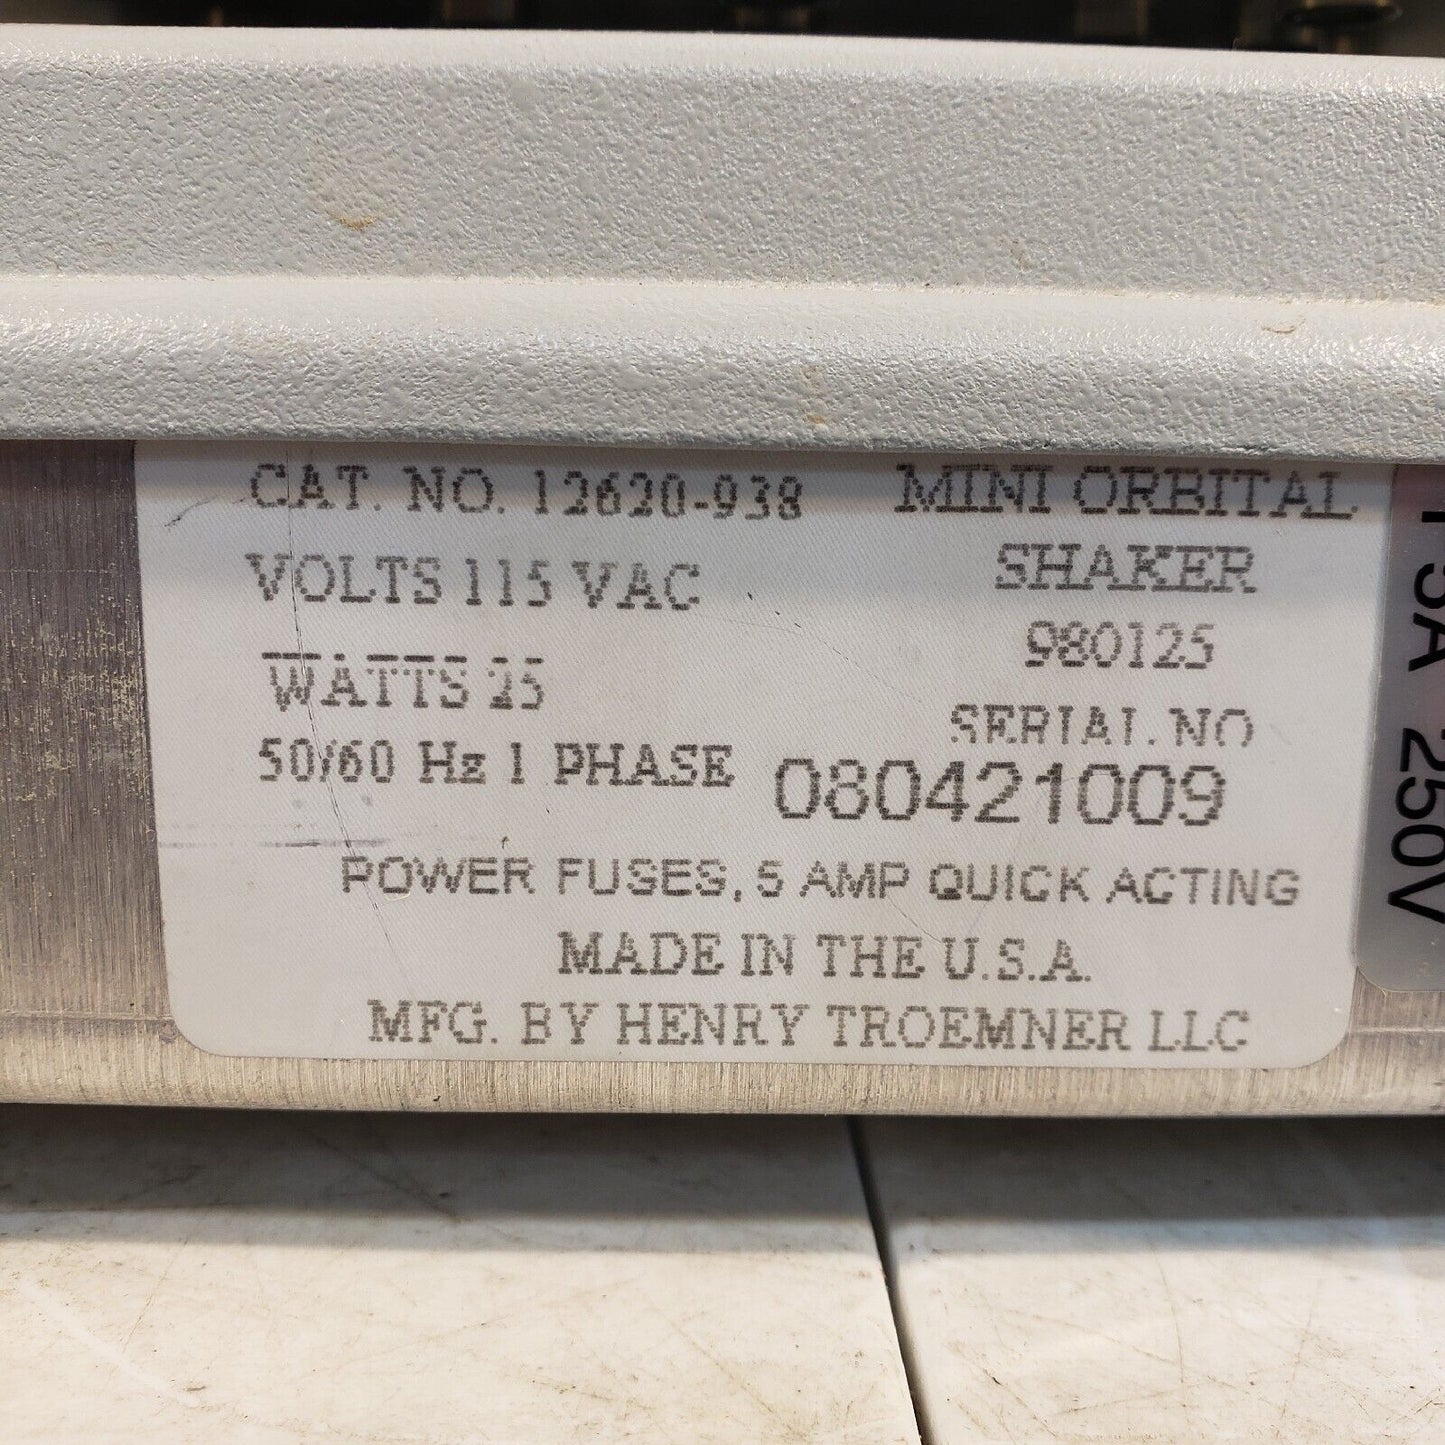 CAT. NO. 12620-938
VOLTS 115 VAC
WATTS 25
50/60 Hz 1 PHASE
MINI ORBITAL
SHAKER
980125
SERIAL NO
080421009
POWER FUSES, 5 AMP QUICK ACTING
MADE IN THE U.S.A.
MFG. BY HENRY TROEMNER LLC
250V